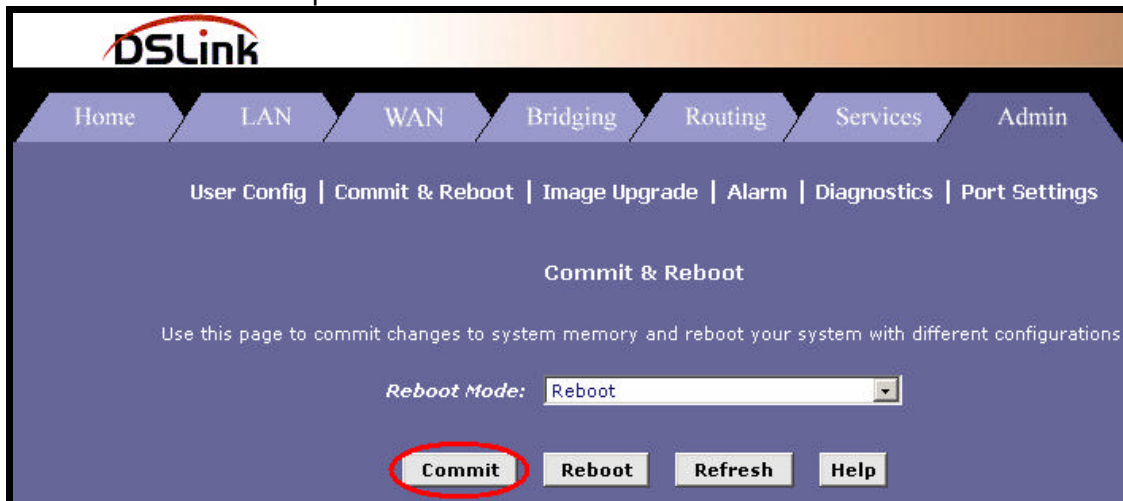 DSLink
Home LAN WAN Bridging Routing Services Admin
User Config | Commit & Reboot | Image Upgrade | Alarm | Diagnostics | Port Settings
Commit & Reboot
Use this page to commit changes to system memory and reboot your system with different configurations
Reboot Mode: Reboot
Commit Reboot Refresh Help